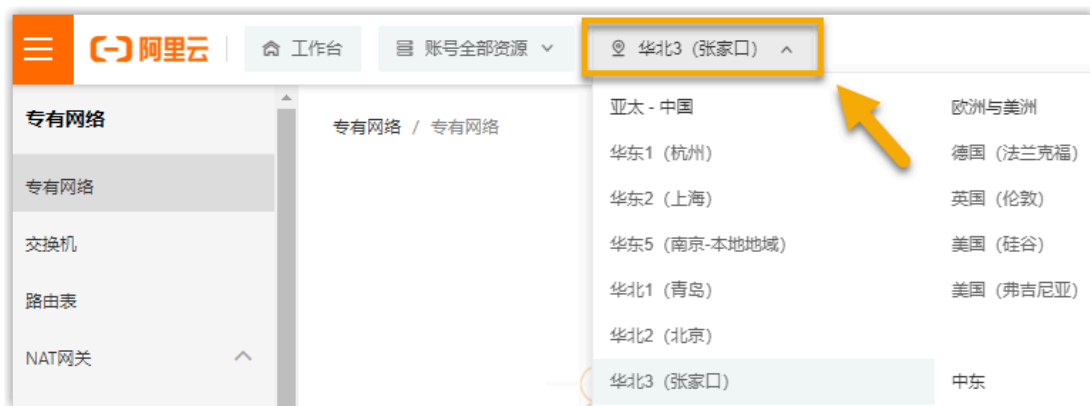 阿里云 工作台 账号全部资源 华北3（张家口）
专有网络
专有网络
交换机
路由表
NAT网关
专有网络 / 专有网络
亚太 - 中国
华东1（杭州）
华东2（上海）
华东5（南京-本地地域）
华北1（青岛）
华北2（北京）
华北3（张家口）
欧洲与美洲
德国（法兰克福）
英国（伦敦）
美国（硅谷）
美国（弗吉尼亚）
中东